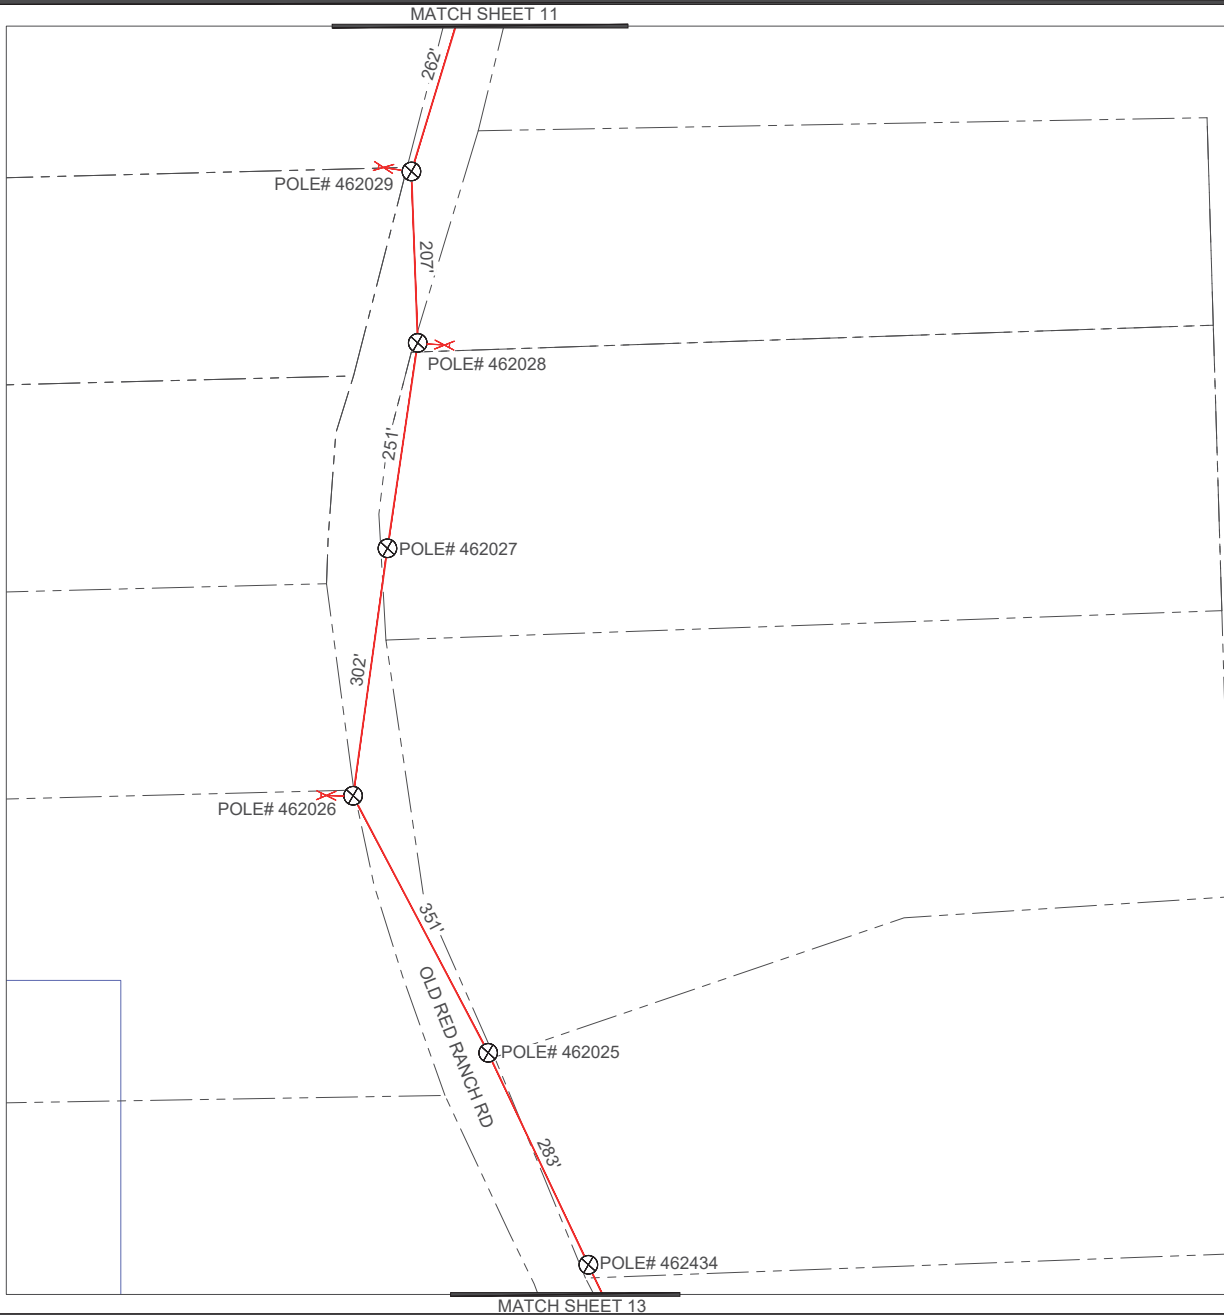 MATCH SHEET 11
262'
POLE# 462029
207'
POLE# 462028
251'
POLE# 462027
302'
POLE# 462026
351'
OLD RED RANCH RD
POLE# 462025
283'
POLE# 462434
MATCH SHEET 13